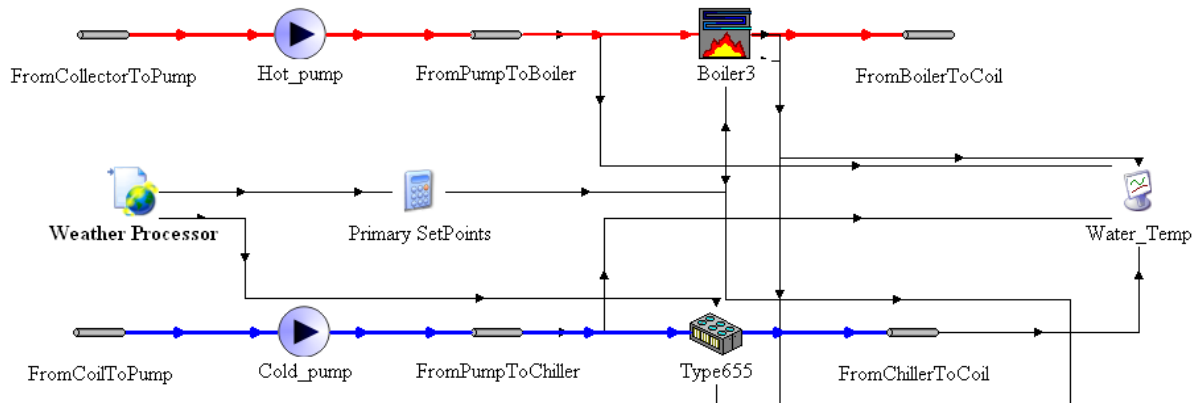 FromCollectorToPump
Hot_pump
FromPumpToBoiler
Boiler3
FromBoilerToCoil
Weather Processor
Primary SetPoints
Water_Temp
FromCoilToPump
Cold_pump
FromPumpToChiller
Type655
FromChillerToCoil